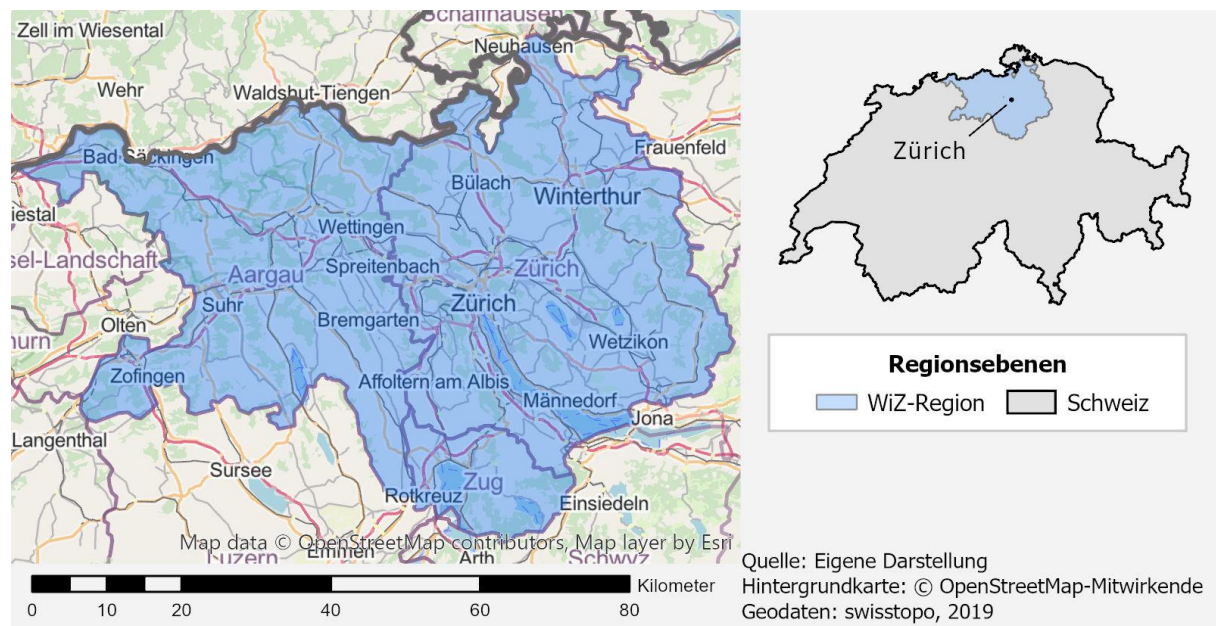 Schaffhausen
Zell im Wiesental
Neuhausen
Wehr
Waldshut-Tiengen
Bad Säckingen
Frauenfeld
Bülach
Winterthur
iestal
Wettingen
sel-Landschaft
Aargau
Spreitenbach
Zürich
Suhr
Zürich
Olten
Bremgarten
hurn
Wetzikon
Zofingen
Affoltern am Albis
Männedorf
Jona
Langenthal
Sursee
Zug
Rotkreuz
Einsiedeln
Map data © OpenStreetMap contributors, Map layer by Esri
Emmen
Luzern
Arth
Schwyz
Kilometer
0 10 20 40 60 80
Zürich
Regionsebenen
WiZ-Region Schweiz
Quelle: Eigene Darstellung
Hintergrundkarte: © OpenStreetMap-Mitwirkende
Geodaten: swisstopo, 2019